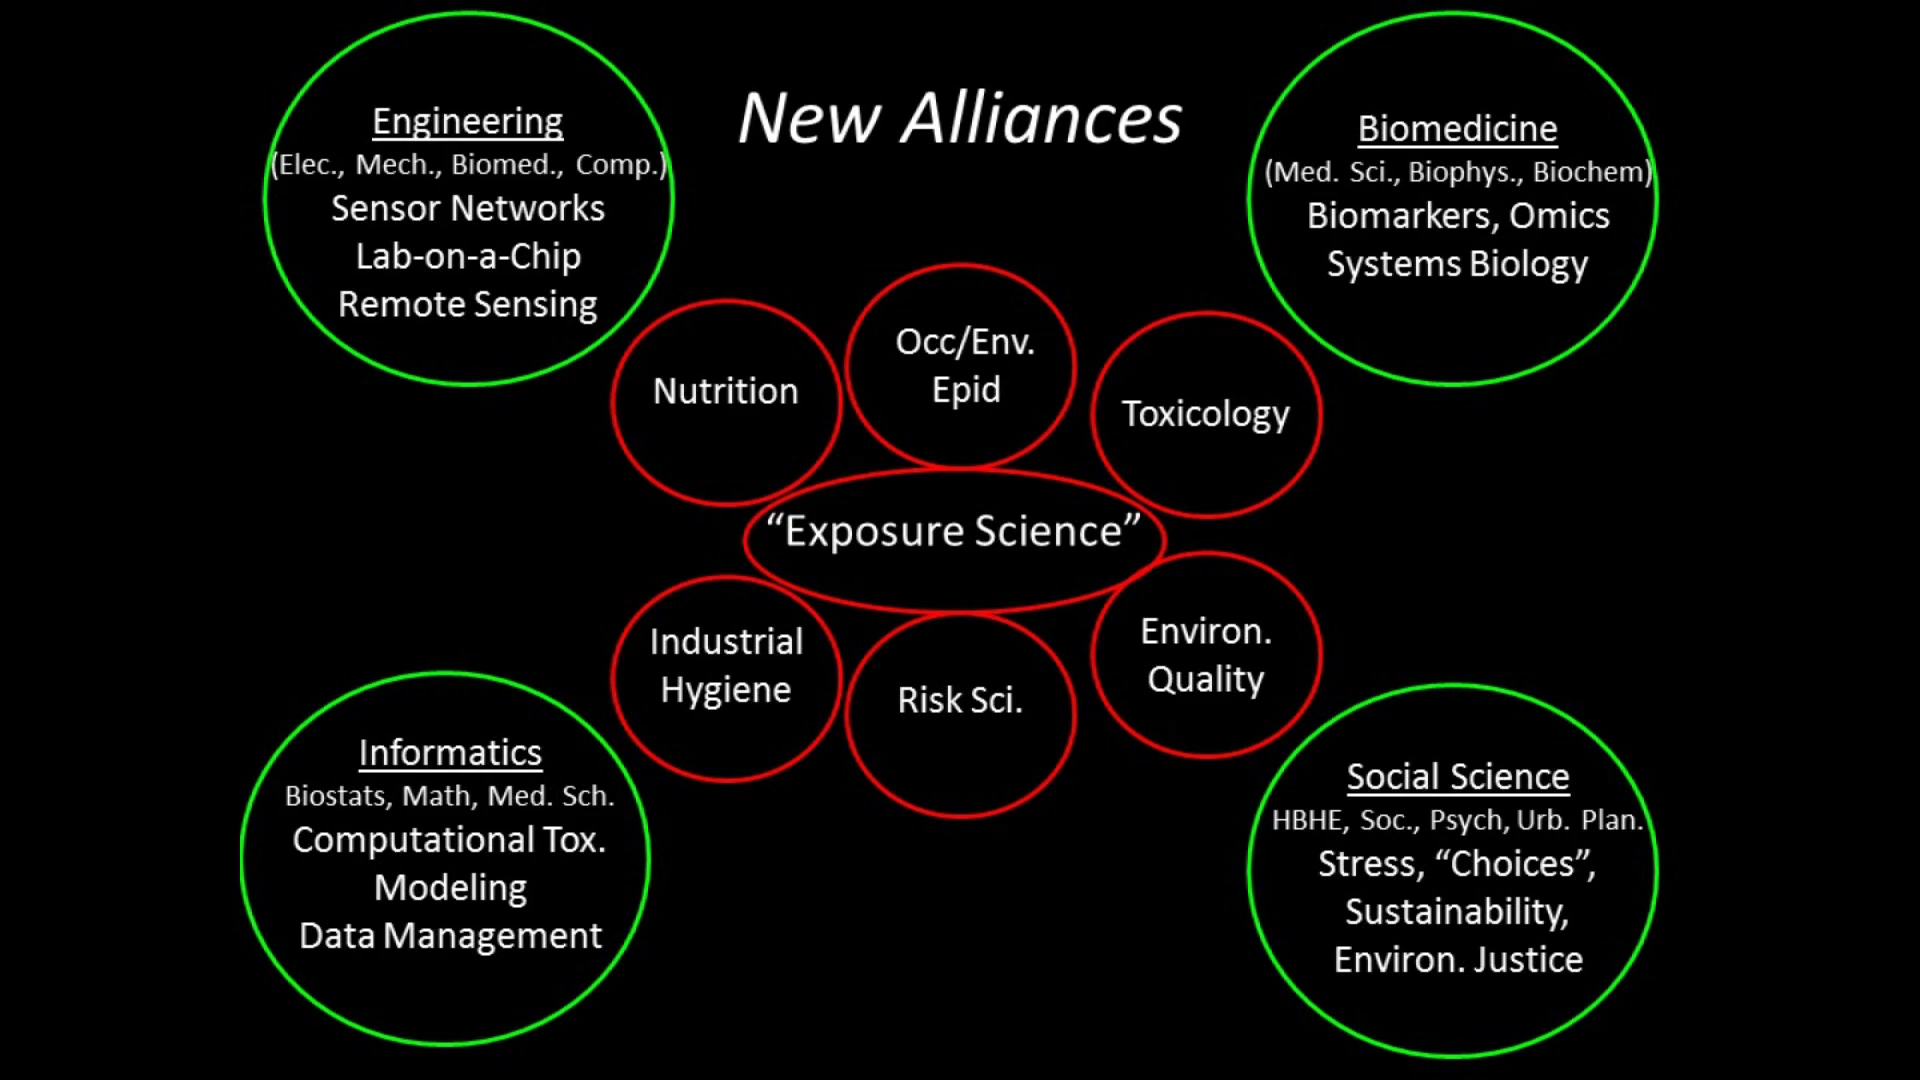 New Alliances
Engineering
(Elec., Mech., Biomed., Comp.)
Sensor Networks
Lab-on-a-Chip
Remote Sensing
Biomedicine
(Med. Sci., Biophys., Biochem)
Biomarkers, Omics
Systems Biology
Nutrition
Occ/Env.
Epid
Toxicology
“Exposure Science”
Industrial
Hygiene
Risk Sci.
Environ.
Quality
Informatics
Biostats, Math, Med. Sch.
Computational Tox.
Modeling
Data Management
Social Science
HBHE, Soc., Psych, Urb. Plan.
Stress, “Choices”,
Sustainability,
Environ. Justice